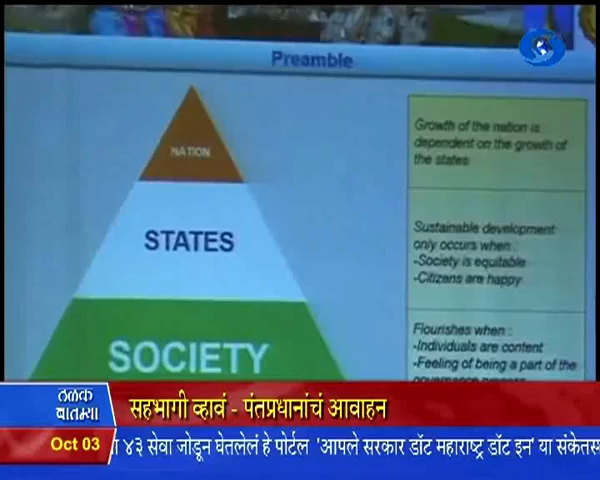 Preamble
NATION
STATES
SOCIETY
Growth of the nation is
dependent on the growth of
the states
Sustainable development
only occurs when :
-Society is equitable
-Citizens are happy
Flourishes when :
-Individuals are content
-Feeling of being a part of the
governance process
ठळक
बातम्या
सहभागी व्हावं - पंतप्रधानांचं आवाहन
Oct 03
४३ सेवा जोडून घेतलेलं हे पोर्टल 'आपले सरकार डॉट महाराष्ट्र डॉट इन' या